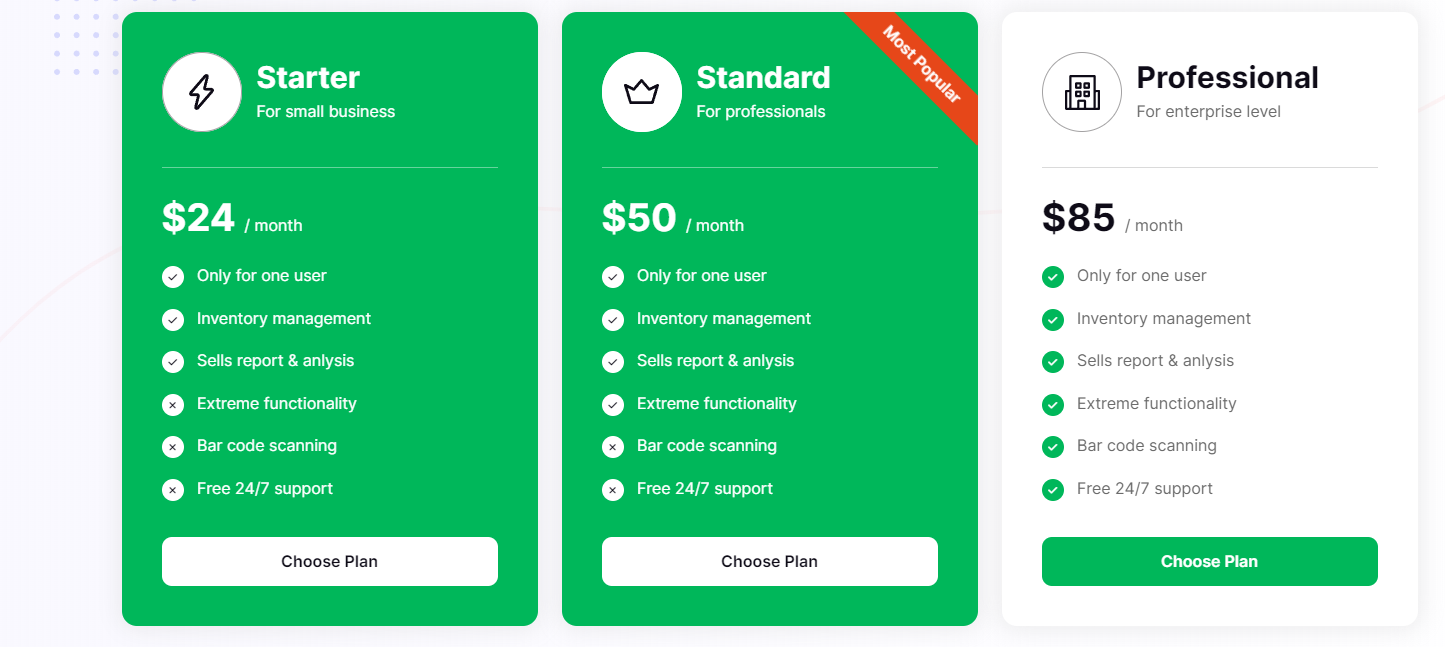 Starter
For small business
$24 / month
Only for one user
Inventory management
Sells report & anlysis
Extreme functionality
Bar code scanning
Free 24/7 support
Choose Plan
Most Popular
Standard
For professionals
$50 / month
Only for one user
Inventory management
Sells report & anlysis
Extreme functionality
Bar code scanning
Free 24/7 support
Choose Plan
Professional
For enterprise level
$85 / month
Only for one user
Inventory management
Sells report & anlysis
Extreme functionality
Bar code scanning
Free 24/7 support
Choose Plan